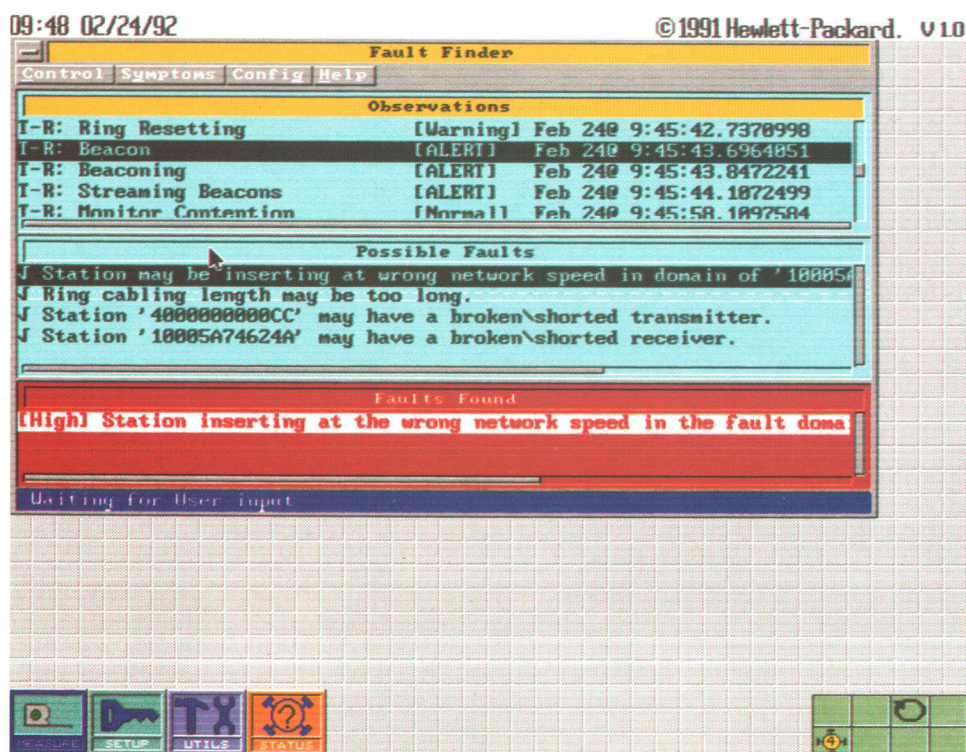 09:48 02/24/92 ©1991 Hewlett-Packard. V 1.0
Fault Finder
Control Symptoms Config Help
Observations
T-R: Ring Resetting [Warning] Feb 24@ 9:45:42.7370998
T-R: Beacon [ALERT] Feb 24@ 9:45:43.6964051
T-R: Beaconing [ALERT] Feb 24@ 9:45:43.8472241
T-R: Streaming Beacons [ALERT] Feb 24@ 9:45:44.1072499
T-R: Monitor Contention [Normal] Feb 24@ 9:45:58.1097584
Possible Faults
√ Station may be inserting at wrong network speed in domain of '10005A
√ Ring cabling length may be too long.
√ Station '4000000000CC' may have a broken\shorted transmitter.
√ Station '10005A74624A' may have a broken\shorted receiver.
Faults Found
[High] Station inserting at the wrong network speed in the fault domai
Waiting for User input
MEASURE SETUP UTILS STATUS
4